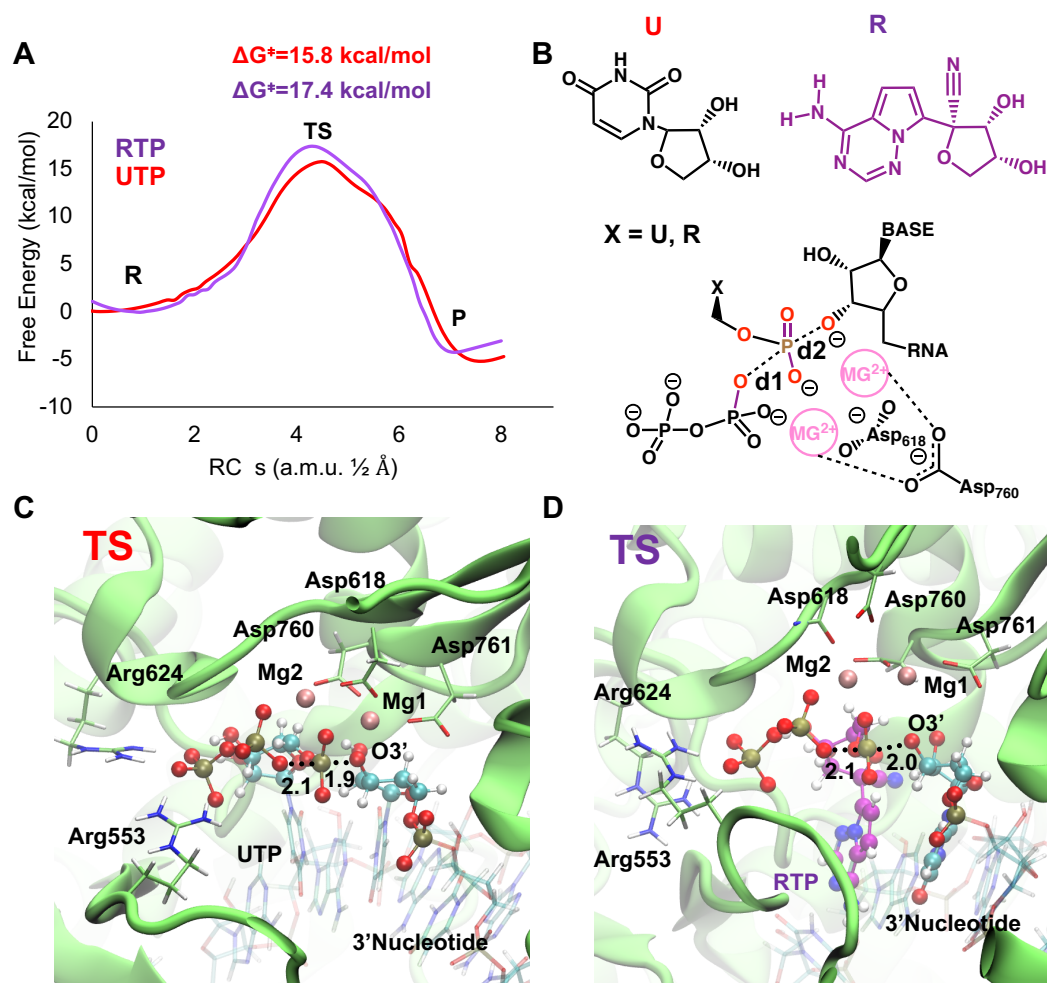 A
ΔG‡=15.8 kcal/mol
ΔG‡=17.4 kcal/mol
Free Energy (kcal/mol)
20
15
10
5
0
-5
-10
RTP
UTP
TS
R
P
0
2
4
6
8
RC s (a.m.u. ½ Å)
B
U
R
O
NH
O
N
O
OH
OH
H
N
H
N
N
N
N
O
OH
OH
X = U, R
BASE
HO
O
X
O
O
O
P
d2
⊖
RNA
O
d1
O
⊖
MG²⁺
⊖
O
O
⊖
⊖
O
P
O
P
O
O
MG²⁺
⊖
O
O
Asp₆₁₈
O
⊖
O
Asp₇₆₀
C
TS
Asp618
Asp760
Asp761
Arg624
Mg2
Mg1
O3’
2.1
1.9
Arg553
UTP
3’Nucleotide
D
TS
Asp618
Asp760
Asp761
Mg2
Mg1
Arg624
O3’
2.1
2.0
Arg553
RTP
3’Nucleotide